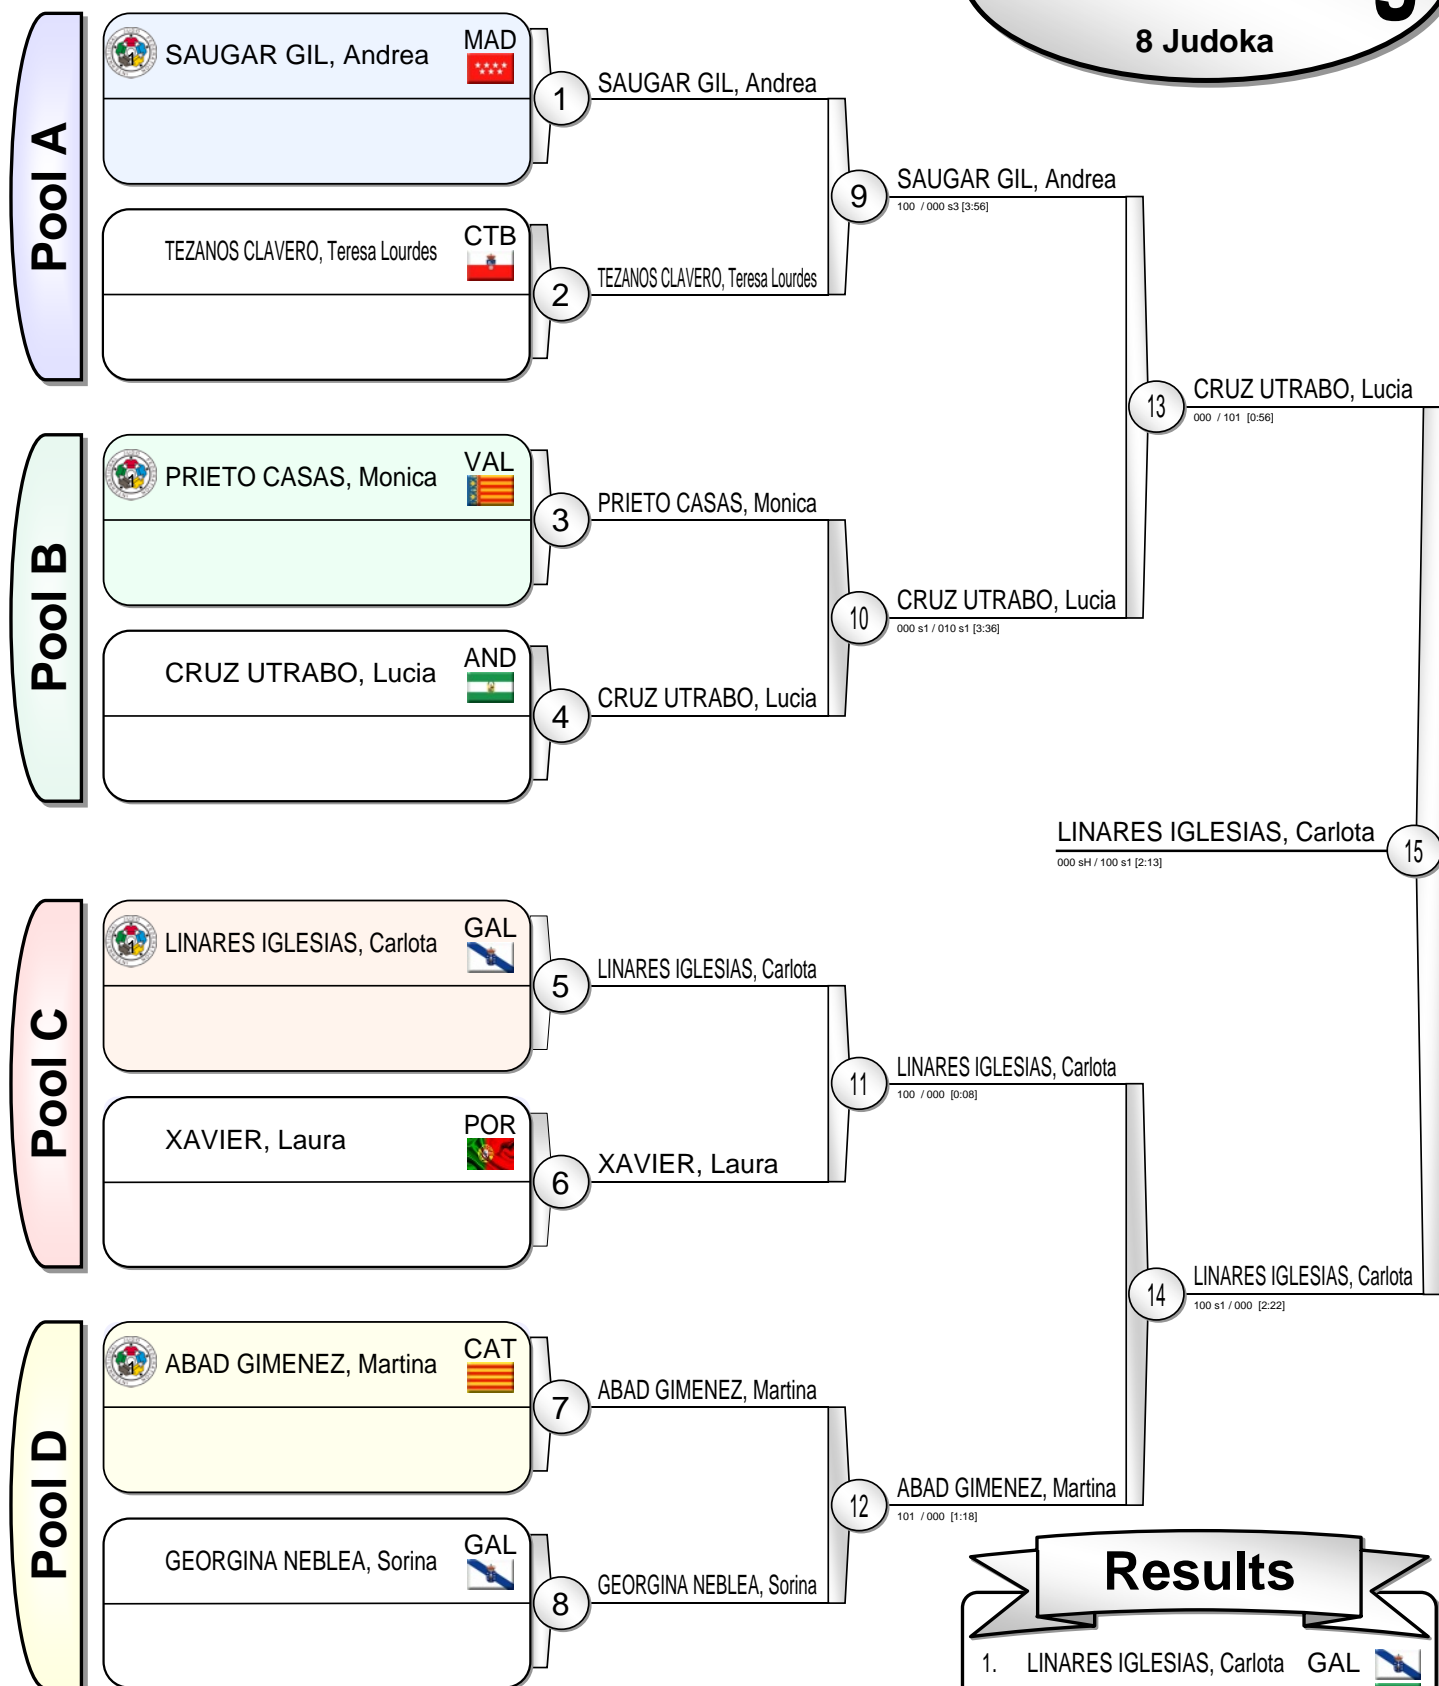 8 Judoka
Pool A
1 SAUGAR GIL, Andrea MAD
TEZANOS CLAVERO, Teresa Lourdes CTB
1 SAUGAR GIL, Andrea
2 TEZANOS CLAVERO, Teresa Lourdes
9 SAUGAR GIL, Andrea
100 / 000 s3 [3:56]
Pool B
1 PRIETO CASAS, Monica VAL
CRUZ UTRABO, Lucia AND
3 PRIETO CASAS, Monica
4 CRUZ UTRABO, Lucia
10 CRUZ UTRABO, Lucia
000 s1 / 010 s1 [3:36]
13 CRUZ UTRABO, Lucia
000 / 101 [0:56]
LINARES IGLESIAS, Carlota 15
000 sH / 100 s1 [2:13]
Pool C
1 LINARES IGLESIAS, Carlota GAL
XAVIER, Laura POR
5 LINARES IGLESIAS, Carlota
6 XAVIER, Laura
11 LINARES IGLESIAS, Carlota
100 / 000 [0:08]
14 LINARES IGLESIAS, Carlota
100 s1 / 000 [2:22]
Pool D
1 ABAD GIMENEZ, Martina CAT
GEORGINA NEBLEA, Sorina GAL
7 ABAD GIMENEZ, Martina
8 GEORGINA NEBLEA, Sorina
12 ABAD GIMENEZ, Martina
101 / 000 [1:18]
Results
1. LINARES IGLESIAS, Carlota GAL